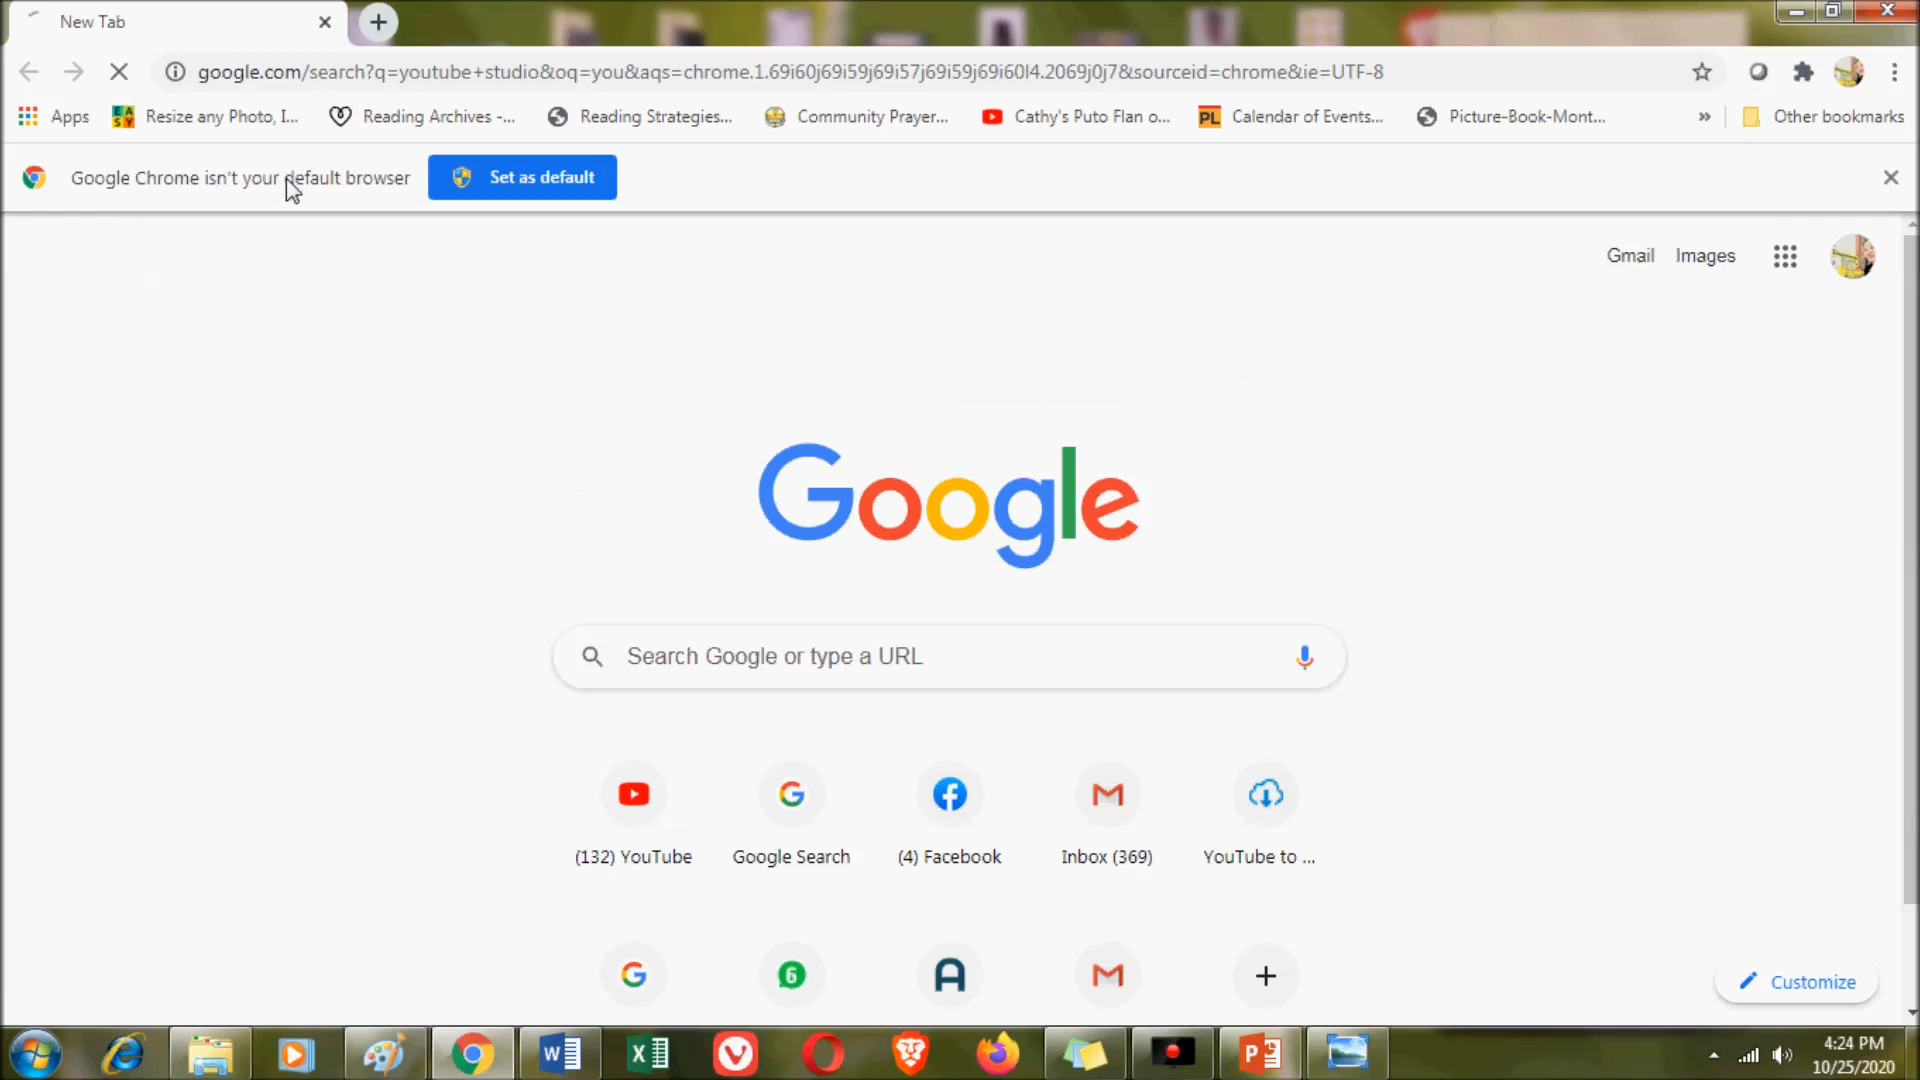 New Tab
google.com/search?q=youtube+studio&oq=you&aqs=chrome.1.69i60j69i59j69i57j69i59j69i60l4.2069j0j7&sourceid=chrome&ie=UTF-8
Apps Resize any Photo, I... Reading Archives -... Reading Strategies... Community Prayer... Cathy's Puto Flan o... PL Calendar of Events... Picture-Book-Mont... » Other bookmarks
Google Chrome isn't your default browser Set as default
Gmail Images
Google
Search Google or type a URL
(132) YouTube Google Search (4) Facebook Inbox (369) YouTube to ...
Customize
4:24 PM
10/25/2020